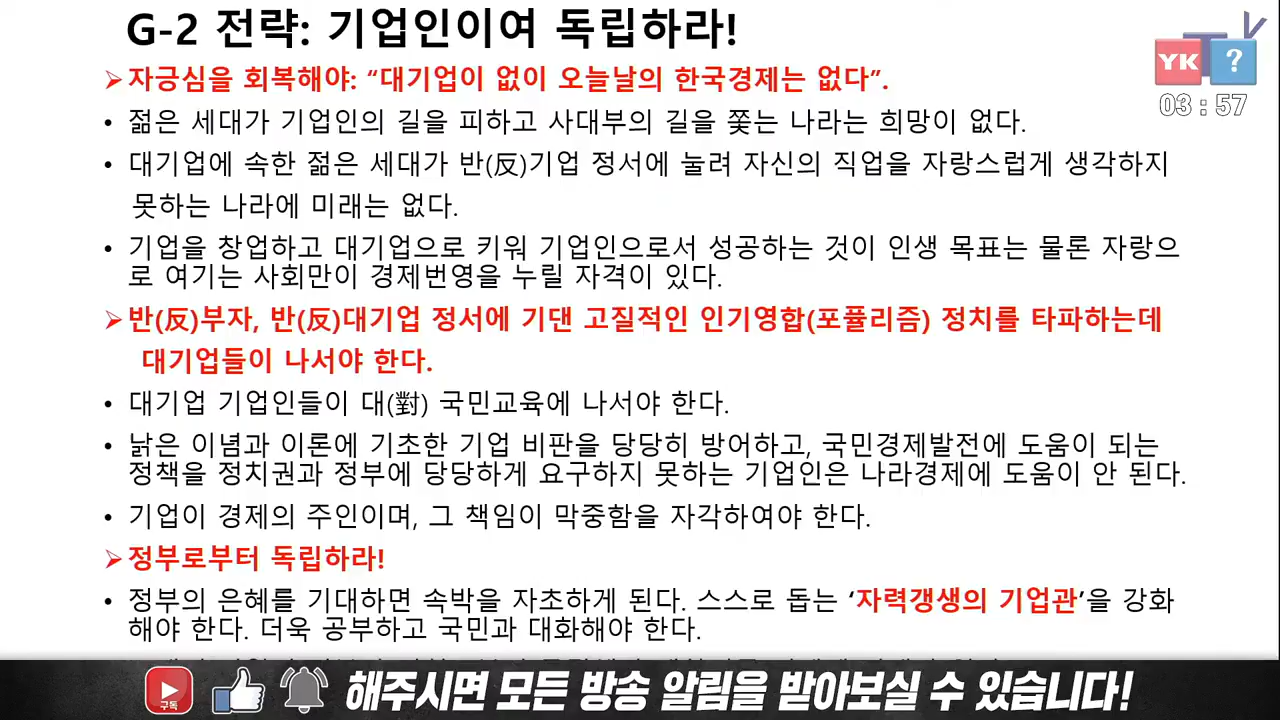 G-2 전략: 기업인이여 독립하라!
TV
YK ?
03 : 57
➢자긍심을 회복해야: “대기업이 없이 오늘날의 한국경제는 없다”.
• 젊은 세대가 기업인의 길을 피하고 사대부의 길을 쫓는 나라는 희망이 없다.
• 대기업에 속한 젊은 세대가 반(反)기업 정서에 눌려 자신의 직업을 자랑스럽게 생각하지
못하는 나라에 미래는 없다.
• 기업을 창업하고 대기업으로 키워 기업인으로서 성공하는 것이 인생 목표는 물론 자랑으
로 여기는 사회만이 경제번영을 누릴 자격이 있다.
➢반(反)부자, 반(反)대기업 정서에 기댄 고질적인 인기영합(포퓰리즘) 정치를 타파하는데
대기업들이 나서야 한다.
• 대기업 기업인들이 대(對) 국민교육에 나서야 한다.
• 낡은 이념과 이론에 기초한 기업 비판을 당당히 방어하고, 국민경제발전에 도움이 되는
정책을 정치권과 정부에 당당하게 요구하지 못하는 기업인은 나라경제에 도움이 안 된다.
• 기업이 경제의 주인이며, 그 책임이 막중함을 자각하여야 한다.
➢정부로부터 독립하라!
• 정부의 은혜를 기대하면 속박을 자초하게 된다. 스스로 돕는 ‘자력갱생의 기업관’을 강화
해야 한다. 더욱 공부하고 국민과 대화해야 한다.
구독
해주시면 모든 방송 알림을 받아보실 수 있습니다!